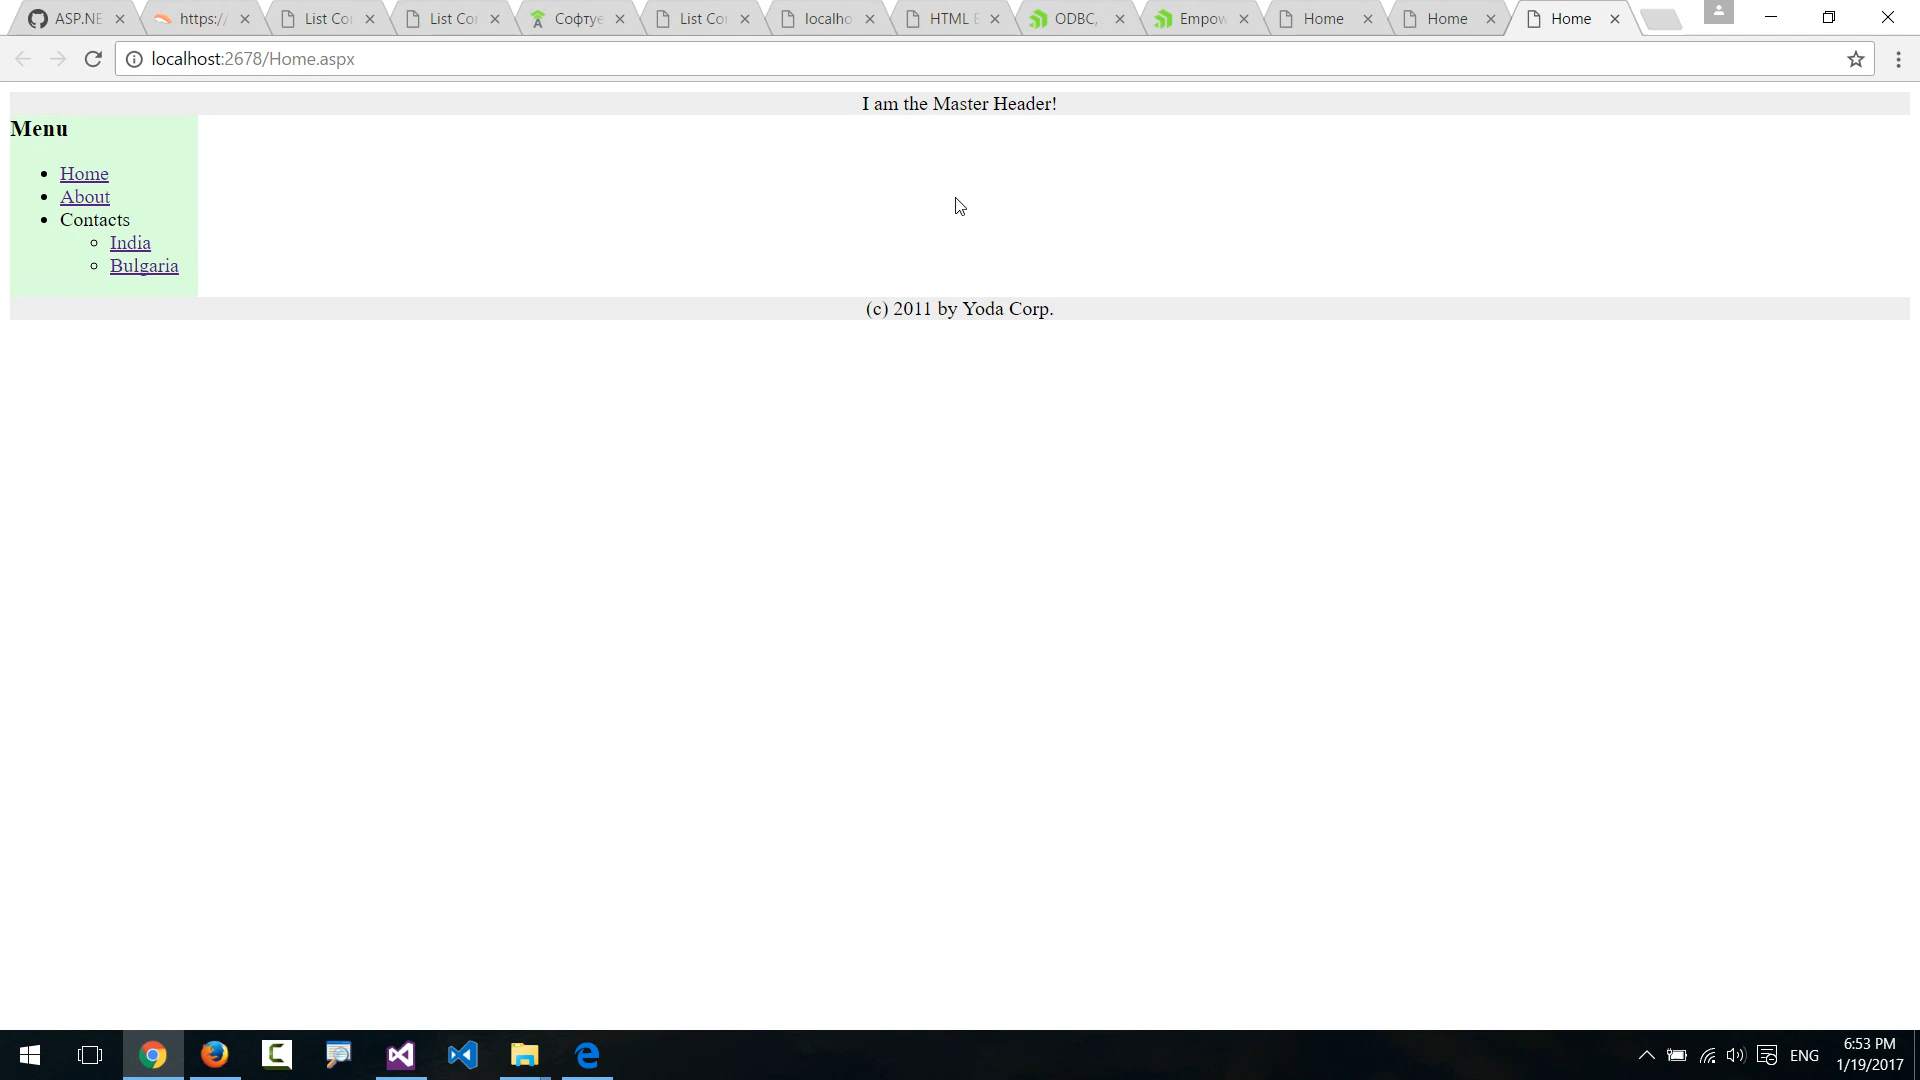 ASP.NE
https://
List Co
List Co
Софтуе
List Co
localho
HTML E
ODBC,
Empow
Home
Home
Home
localhost:2678/Home.aspx
I am the Master Header!
Menu
Home
About
Contacts
India
Bulgaria
(c) 2011 by Yoda Corp.
ENG
6:53 PM
1/19/2017